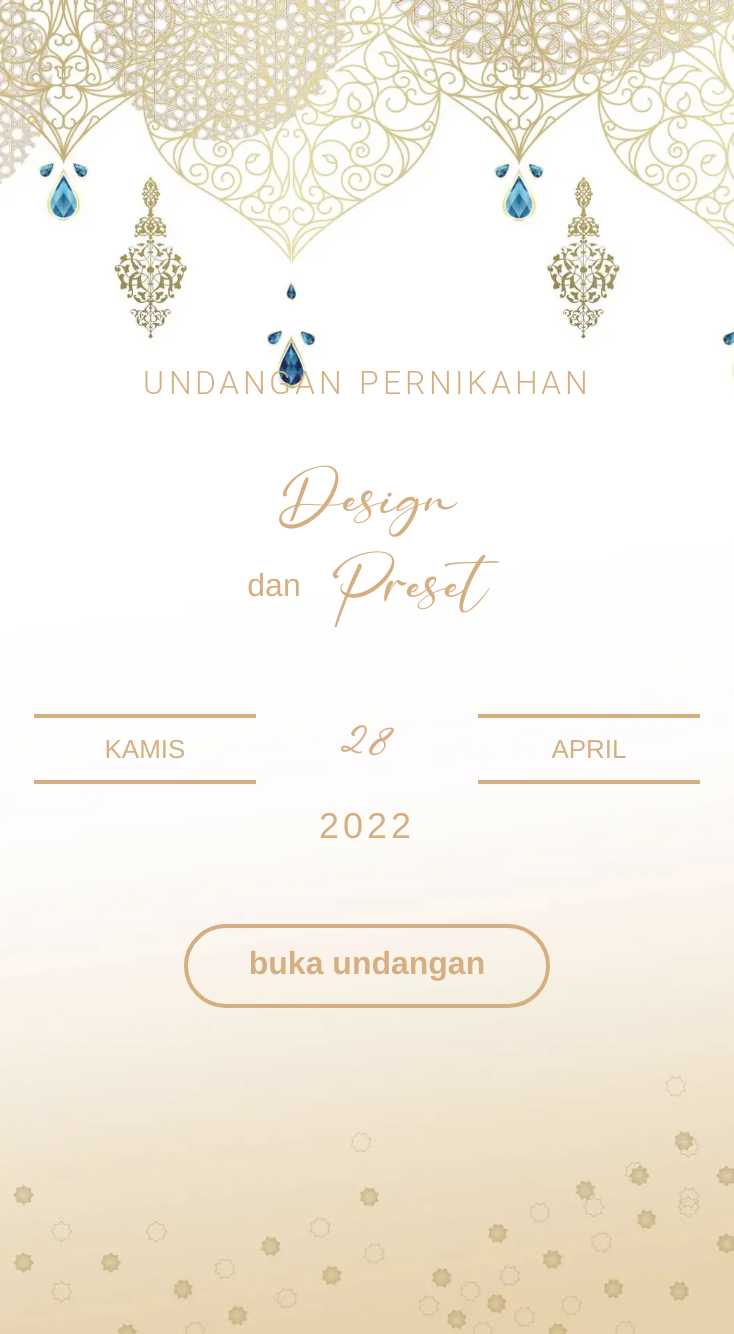 UNDANGAN PERNIKAHAN
Design
dan Preset
KAMIS 28 APRIL
2022
buka undangan